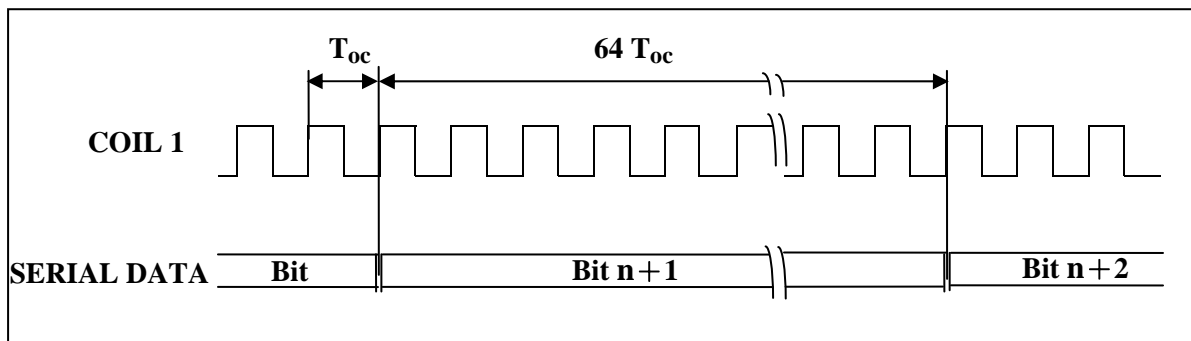 Toc 64 Toc
COIL 1
SERIAL DATA Bit Bit n+1 Bit n+2